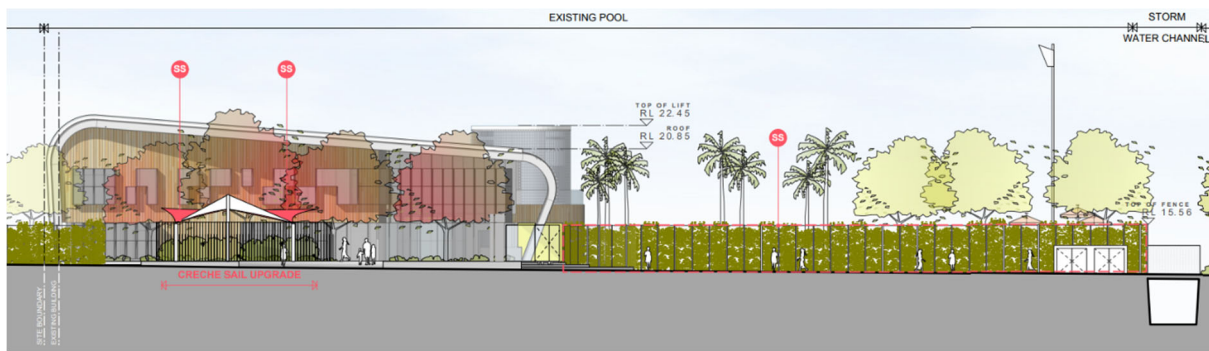 EXISTING POOL
STORM
WATER CHANNEL
SS
SS
TOP OF LIFT
RL 22.45
ROOF
RL 20.85
SS
TOP OF FENCE
RL 15.56
CRECHE SAIL UPGRADE
SITE BOUNDARY
EXISTING BUILDING